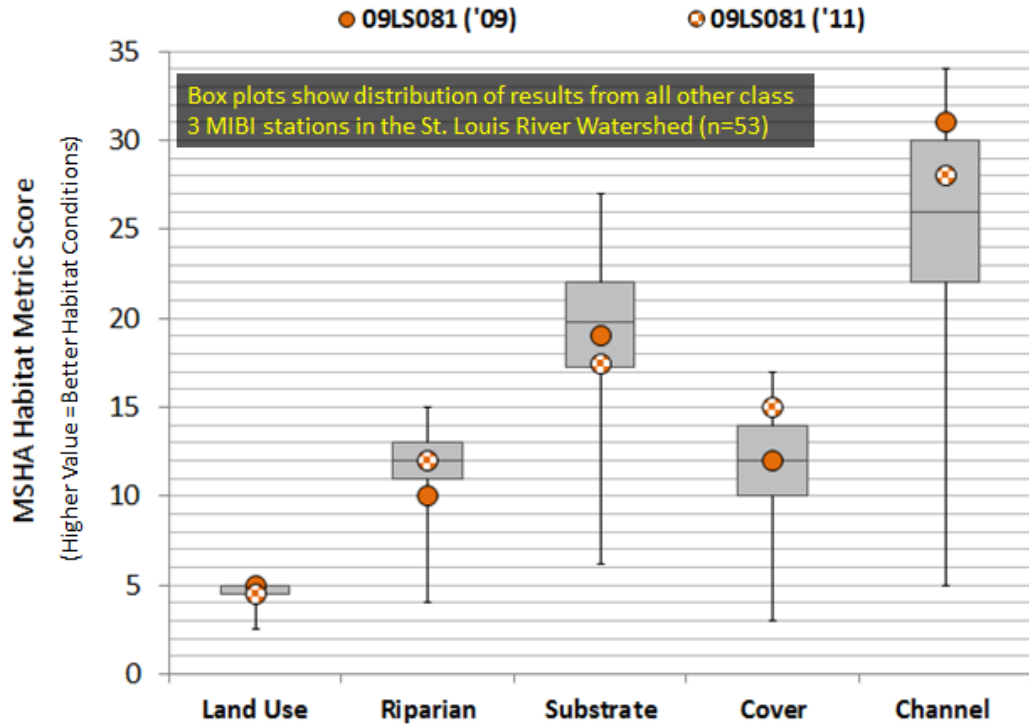 09LS081 ('09)
09LS081 ('11)
Box plots show distribution of results from all other class
3 MIBI stations in the St. Louis River Watershed (n=53)
MSHA Habitat Metric Score
(Higher Value = Better Habitat Conditions)
35
30
25
20
15
10
5
0
Land Use
Riparian
Substrate
Cover
Channel